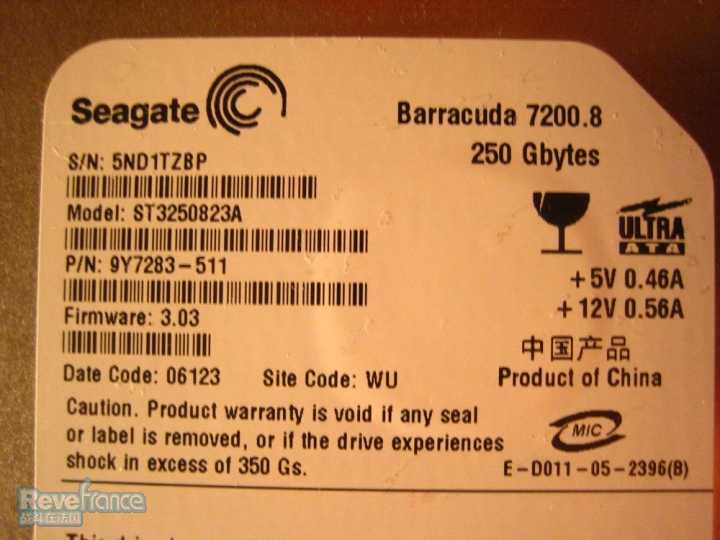 Seagate
Barracuda 7200.8
250 Gbytes
S/N: 5ND1TZBP
Model: ST3250823A
ULTRA
ATA
P/N: 9Y7283-511
+5V 0.46A
+12V 0.56A
Firmware: 3.03
中国产品
Date Code: 06123 Site Code: WU
Product of China
Caution. Product warranty is void if any seal
or label is removed, or if the drive experiences
shock in excess of 350 Gs.
MIC
E-D011-05-2396(B)
Revefrance